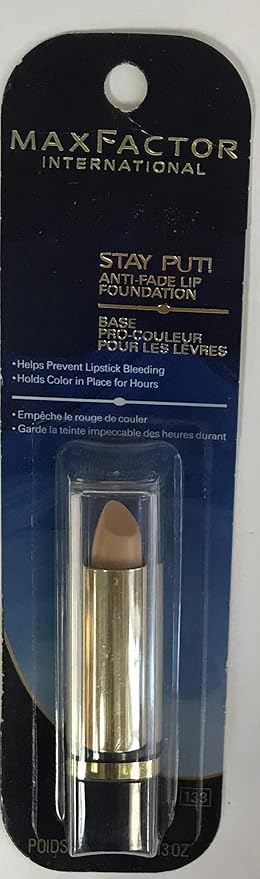 MAXFACTOR
INTERNATIONAL
STAY PUT!
ANTI-FADE LIP
FOUNDATION
BASE
PRO-COULEUR
POUR LES LÈVRES
•Helps Prevent Lipstick Bleeding
•Holds Color in Place for Hours
•Empêche le rouge de couler
•Garde la teinte impeccable des heures durant
133
POIDS 13 OZ